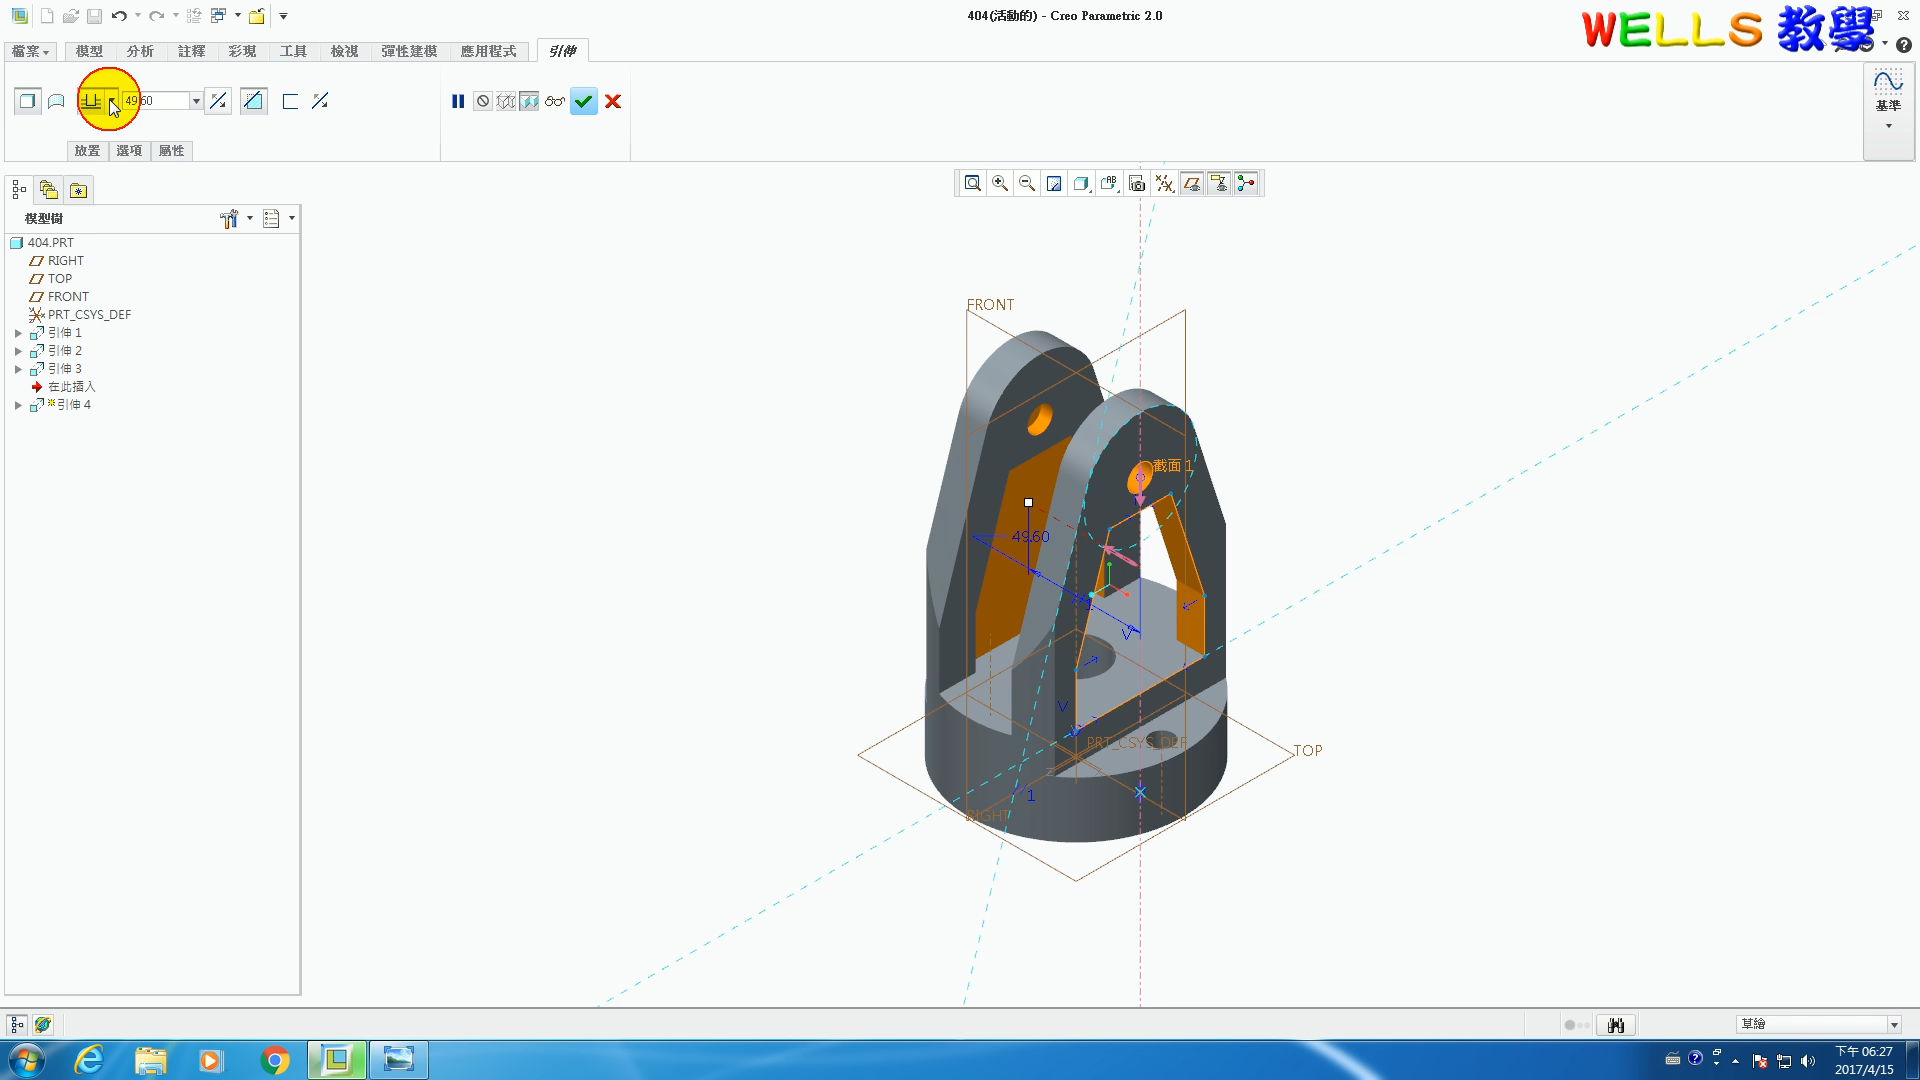 404(活動的) - Creo Parametric 2.0
WELLS 教學
檔案
模型
分析
註釋
彩現
工具
檢視
彈性建模
應用程式
引伸
49.60
基準
放置
選項
屬性
模型樹
404.PRT
RIGHT
TOP
FRONT
PRT_CSYS_DEF
引伸 1
引伸 2
引伸 3
在此插入
引伸 4
FRONT
截面 1
49.60
1
V
V
PRT_CSYS_DEF
TOP
1
RIGHT
草繪
下午 06:27
2017/4/15